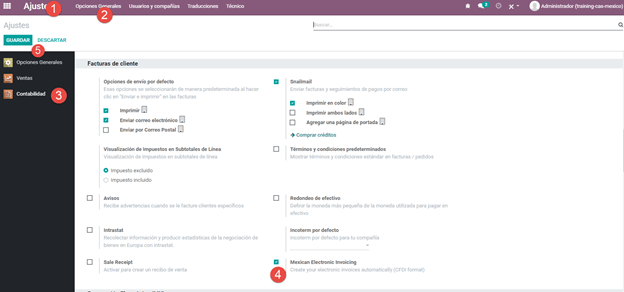 Ajustes 1 Opciones Generales Usuarios y compañías Traducciones Técnico Administrador (training-cas-mexico)
2
Ajustes Buscar...
GUARDAR DESCARTAR
5
Opciones Generales
Ventas
Contabilidad 3
Facturas de cliente
Opciones de envío por defecto
Esas opciones se seleccionarán de manera predeterminada al hacer
clic en "Enviar e imprimir" en las facturas
Imprimir
Enviar correo electrónico
Enviar por Correo Postal
Snailmail
Enviar facturas y seguimientos de pagos por correo
Imprimir en color
Imprimir ambos lados
Agregar una página de portada
Comprar créditos
Visualización de Impuestos en Subtotales de Línea
Visualización de impuestos en subtotales de línea
Impuesto excluido
Impuesto incluido
Términos y condiciones predeterminados
Mostrar términos y condiciones estándar en facturas / pedidos
Avisos
Recibe advertencias cuando se le facture clientes específicos
Redondeo de efectivo
Definir la moneda más pequeña de la moneda utilizada para pagar en
efectivo
Intrastat
Recolectar información y producir estadísticas de la negociación de
bienes en Europa con intrastat.
Incoterm por defecto
Incoterm por defecto para tu compañía
Sale Receipt
Activar para crear un recibo de venta
Mexican Electronic Invoicing
4 Create your electronic invoices automatically (CFDI format)